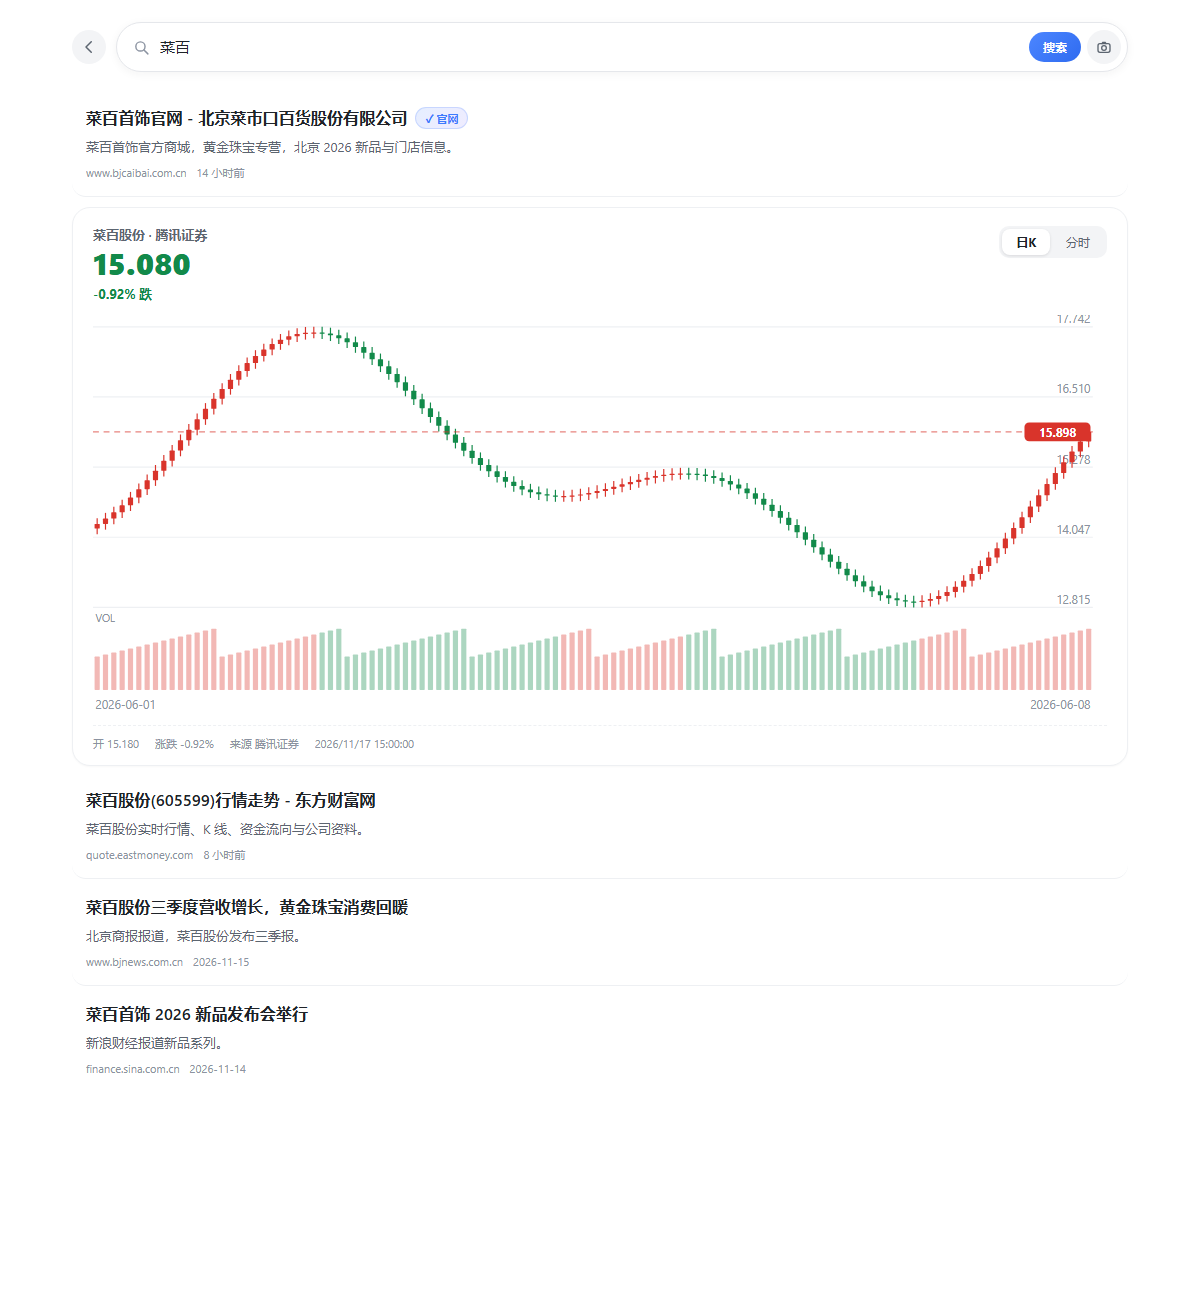 菜百
搜索
菜百首饰官网 - 北京菜市口百货股份有限公司 ✓官网
菜百首饰官方商城，黄金珠宝专营，北京 2026 新品与门店信息。
www.bjcaibai.com.cn 14 小时前
菜百股份 · 腾讯证券
日K 分时
15.080
-0.92% 跌
17.742
16.510
15.898
15.278
14.047
12.815
VOL
2026-06-01 2026-06-08
开 15.180 涨跌 -0.92% 来源 腾讯证券 2026/11/17 15:00:00
菜百股份(605599)行情走势 - 东方财富网
菜百股份实时行情、K 线、资金流向与公司资料。
quote.eastmoney.com 8 小时前
菜百股份三季度营收增长，黄金珠宝消费回暖
北京商报报道，菜百股份发布三季报。
www.bjnews.com.cn 2026-11-15
菜百首饰 2026 新品发布会举行
新浪财经报道新品系列。
finance.sina.com.cn 2026-11-14